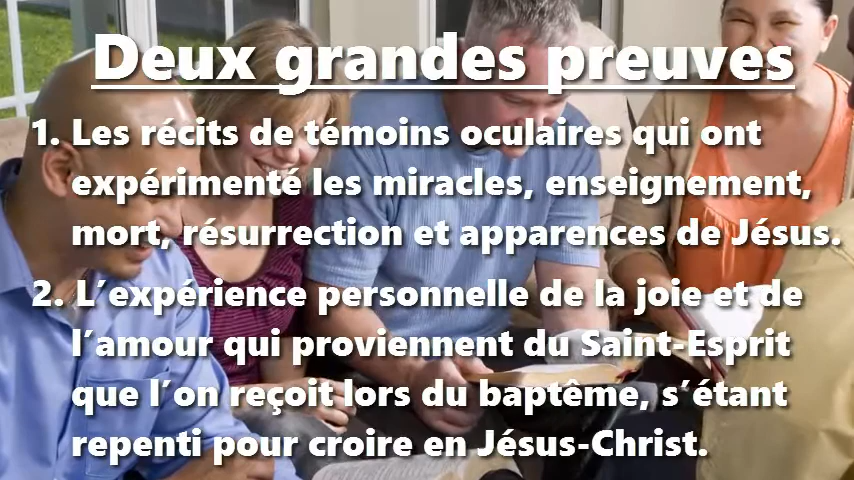 Deux grandes preuves
1. Les récits de témoins oculaires qui ont
expérimenté les miracles, enseignement,
mort, résurrection et apparences de Jésus.
2. L’expérience personnelle de la joie et de
l’amour qui proviennent du Saint-Esprit
que l’on reçoit lors du baptême, s’étant
repenti pour croire en Jésus-Christ.